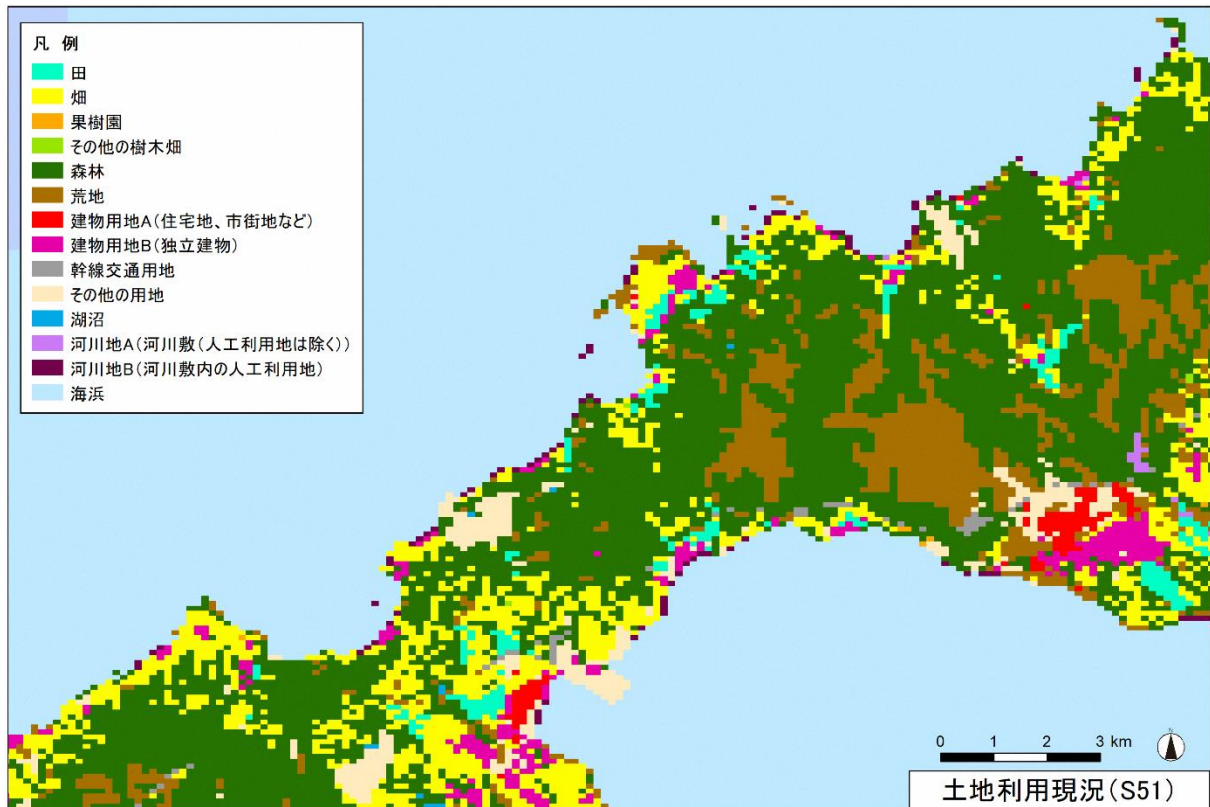 凡 例
田
畑
果樹園
その他の樹木畑
森林
荒地
建物用地A(住宅地、市街地など)
建物用地B(独立建物)
幹線交通用地
その他の用地
湖沼
河川地A(河川敷(人工利用地は除く))
河川地B(河川敷内の人工利用地)
海浜
0 1 2 3 km
N
土地利用現況(S51)